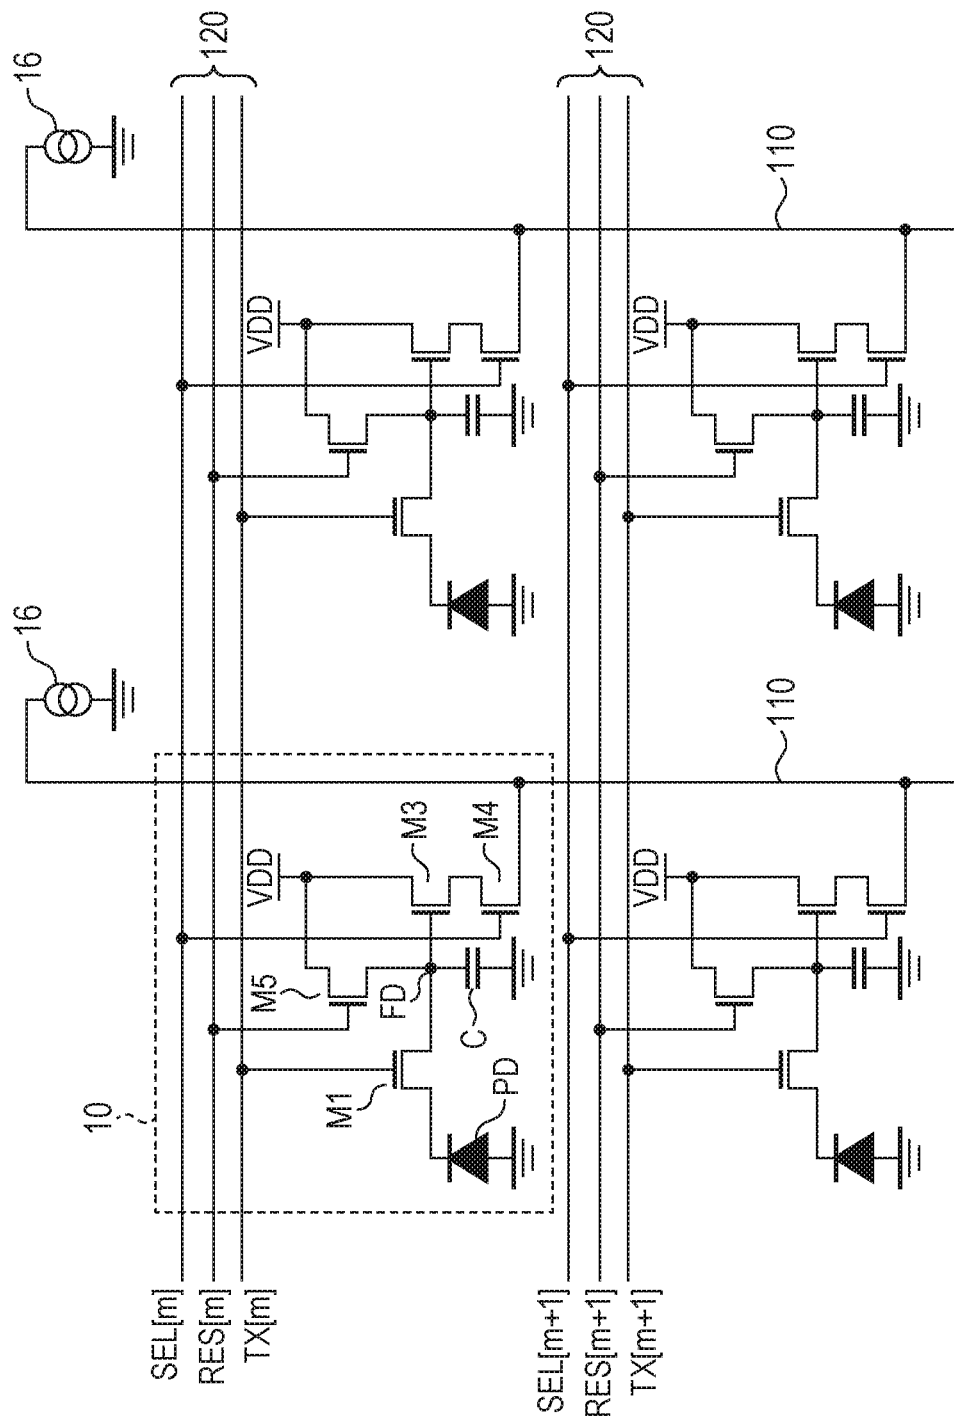 SEL[m]
RES[m]
TX[m]
120
16
16
10
VDD
VDD
M5
M3
M4
M1
FD
C
PD
110
110
SEL[m+1]
RES[m+1]
TX[m+1]
120
VDD
VDD